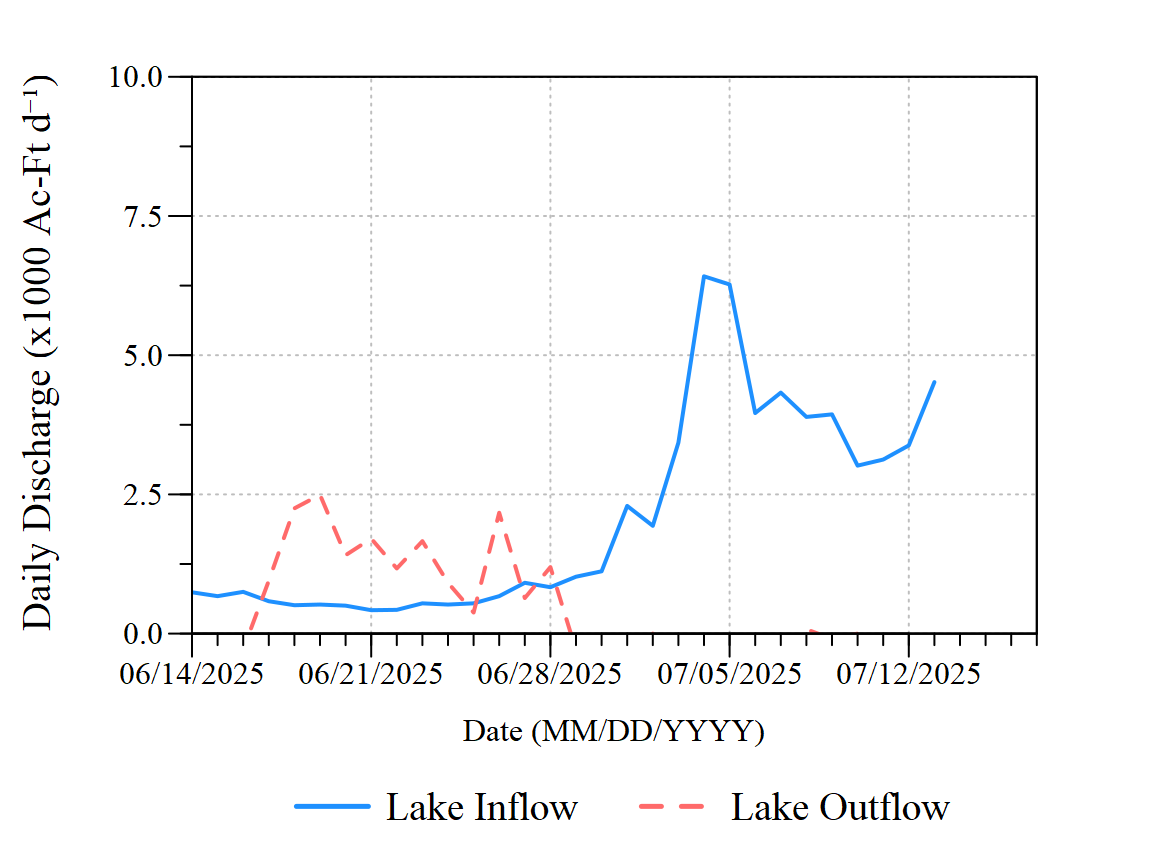 Daily Discharge (x1000 Ac-Ft d⁻¹)
10.0
7.5
5.0
2.5
0.0
06/14/2025 06/21/2025 06/28/2025 07/05/2025 07/12/2025
Date (MM/DD/YYYY)
Lake Inflow Lake Outflow